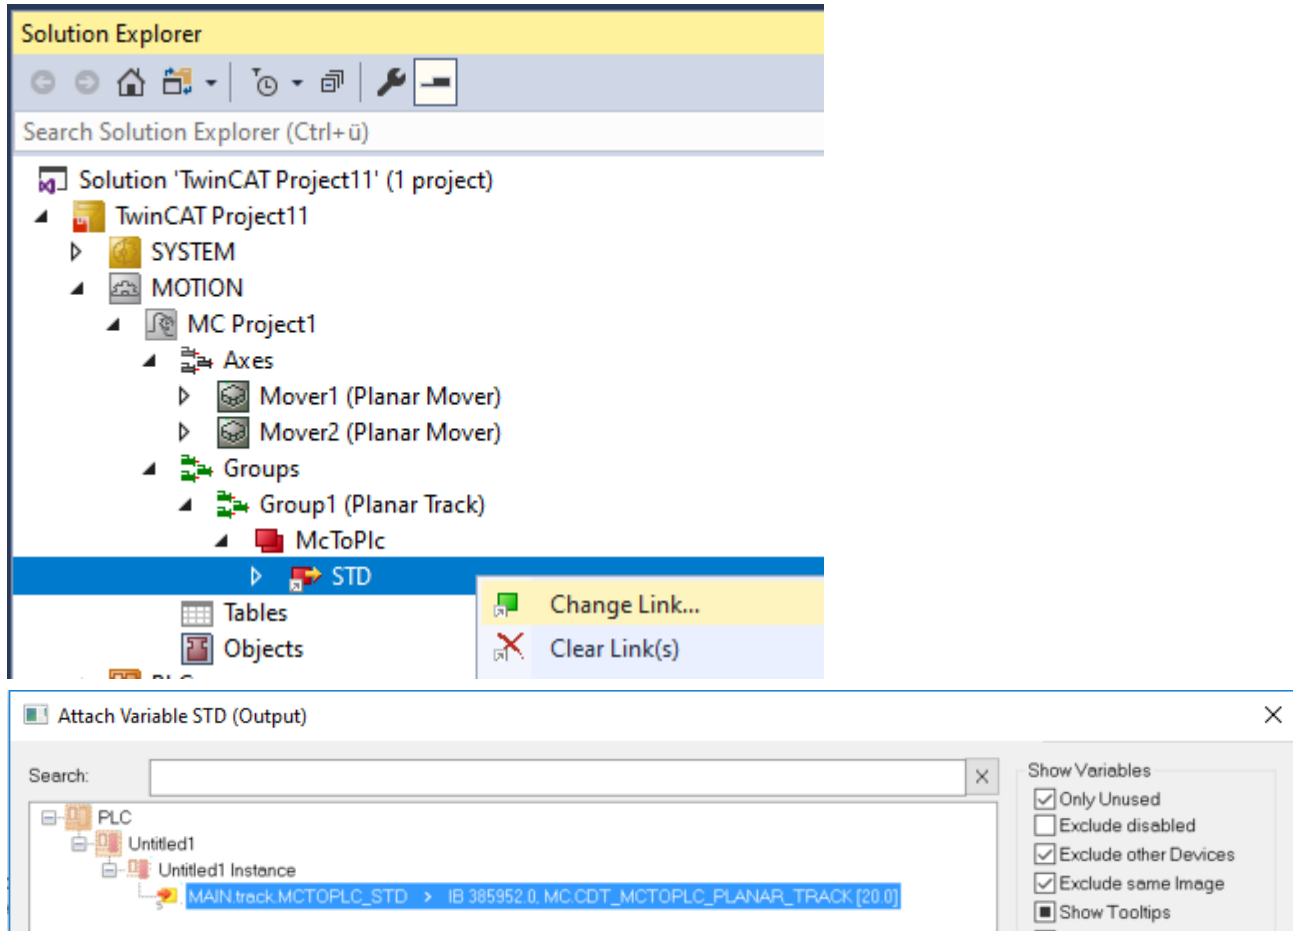 Solution Explorer
Search Solution Explorer (Ctrl+ü)
Solution 'TwinCAT Project11' (1 project)
TwinCAT Project11
SYSTEM
MOTION
MC Project1
Axes
Mover1 (Planar Mover)
Mover2 (Planar Mover)
Groups
Group1 (Planar Track)
McToPlc
STD
Change Link...
Tables
Clear Link(s)
Objects
Attach Variable STD (Output)
Search:
Show Variables
Only Unused
PLC
Exclude disabled
Untitled1
Exclude other Devices
Untitled1 Instance
Exclude same Image
MAIN.track.MCTOPLC_STD > IB 385952.0, MC.CDT_MCTOPLC_PLANAR_TRACK [20.0]
Show Tooltips